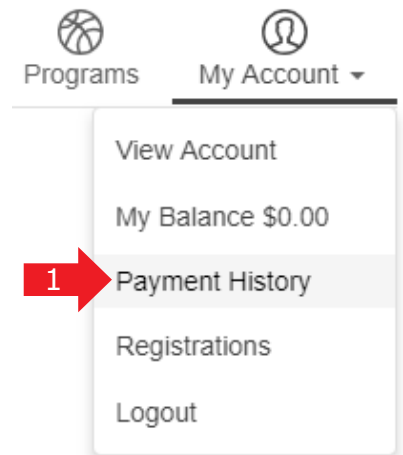 Programs My Account
View Account
My Balance $0.00
1 Payment History
Registrations
Logout